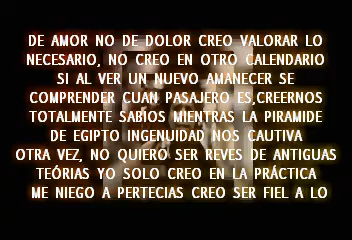 DE AMOR NO DE DOLOR CREO VALORAR LO
NECESARIO, NO CREO EN OTRO CALENDARIO
SI AL VER UN NUEVO AMANECER SE
COMPRENDER CUAN PASAJERO ES,CREERNOS
TOTALMENTE SABIOS MIENTRAS LA PIRAMIDE
DE EGIPTO INGENUIDAD NOS CAUTIVA
OTRA VEZ, NO QUIERO SER REVES DE ANTIGUAS
TEÓRIAS YO SOLO CREO EN LA PRÁCTICA
ME NIEGO A PERTECIAS CREO SER FIEL A LO